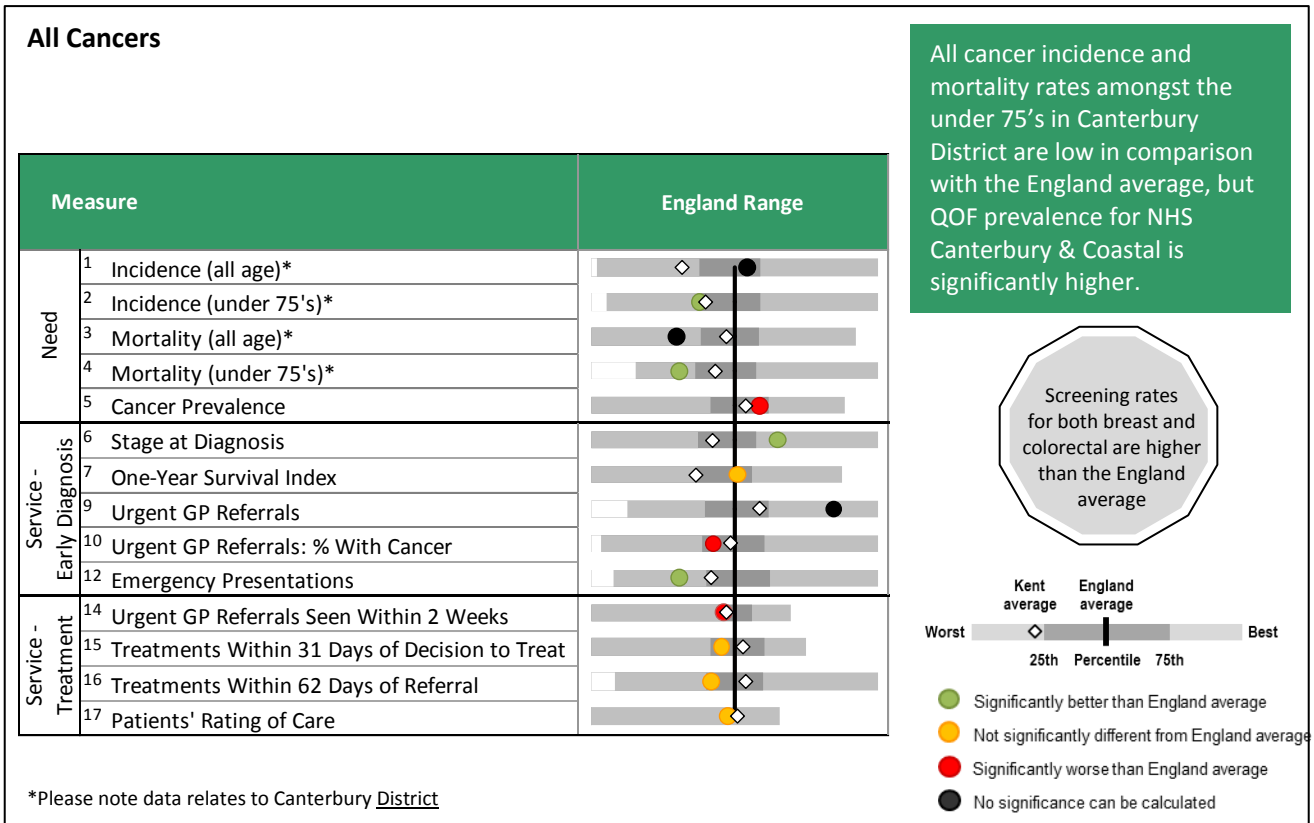 All Cancers
All cancer incidence and
mortality rates amongst the
under 75's in Canterbury
District are low in comparison
with the England average, but
QOF prevalence for NHS
Canterbury & Coastal is
significantly higher.
Measure
England Range
Need
1 Incidence (all age)*
2 Incidence (under 75's)*
3 Mortality (all age)*
4 Mortality (under 75's)*
5 Cancer Prevalence
Service -
Early Diagnosis
6 Stage at Diagnosis
7 One-Year Survival Index
9 Urgent GP Referrals
10 Urgent GP Referrals: % With Cancer
12 Emergency Presentations
Service -
Treatment
14 Urgent GP Referrals Seen Within 2 Weeks
15 Treatments Within 31 Days of Decision to Treat
16 Treatments Within 62 Days of Referral
17 Patients' Rating of Care
*Please note data relates to Canterbury District
Screening rates
for both breast and
colorectal are higher
than the England
average
Kent
average
England
average
Worst
Best
25th Percentile 75th
Significantly better than England average
Not significantly different from England average
Significantly worse than England average
No significance can be calculated